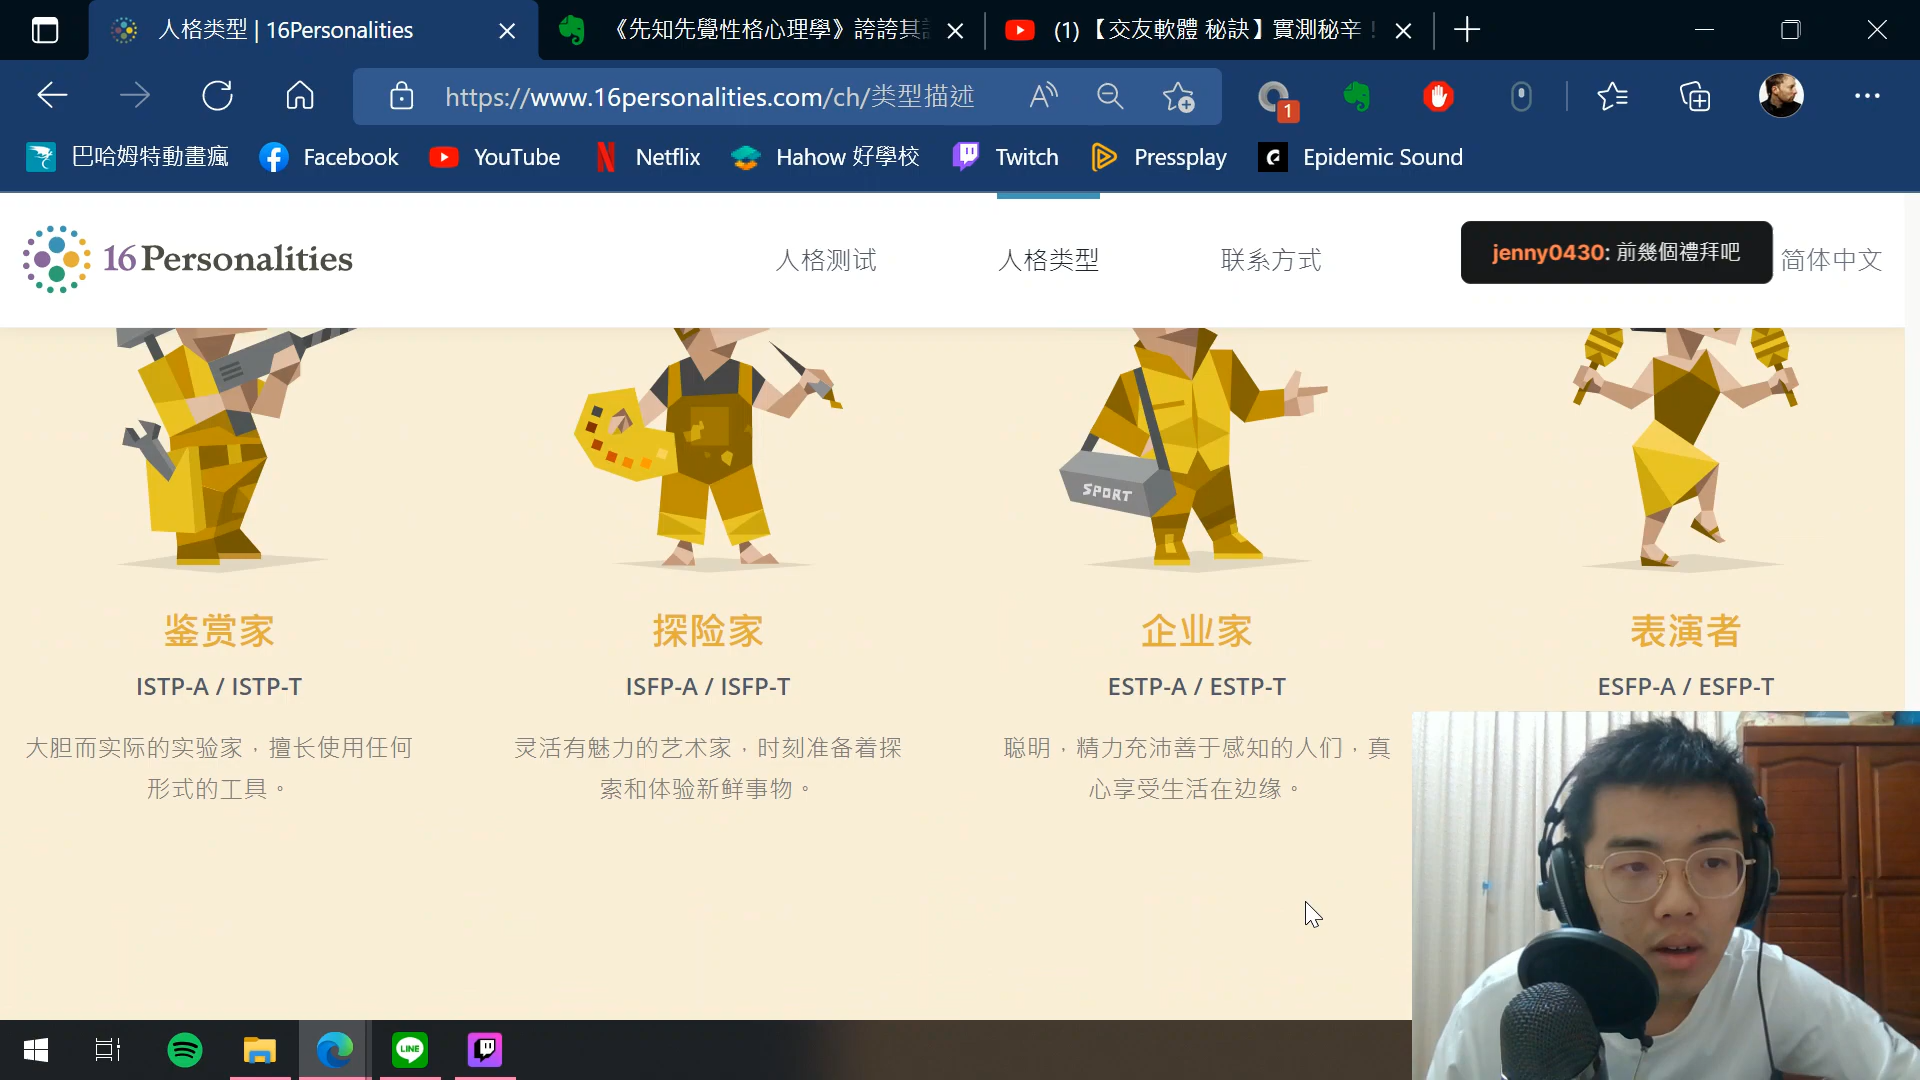 人格类型 | 16Personalities
《先知先覺性格心理學》誇誇其
(1)【交友軟體 秘訣】實測秘辛！
https://www.16personalities.com/ch/类型描述
1
巴哈姆特動畫瘋
Facebook
YouTube
Netflix
Hahow 好學校
Twitch
Pressplay
Epidemic Sound
16Personalities
人格测试
人格类型
联系方式
jenny0430: 前幾個禮拜吧
简体中文
SPORT
鉴赏家
探险家
企业家
表演者
ISTP-A / ISTP-T
ISFP-A / ISFP-T
ESTP-A / ESTP-T
ESFP-A / ESFP-T
大胆而实际的实验家，擅长使用任何
形式的工具。
灵活有魅力的艺术家，时刻准备着探
索和体验新鲜事物。
聪明，精力充沛善于感知的人们，真
心享受生活在边缘。
LINE